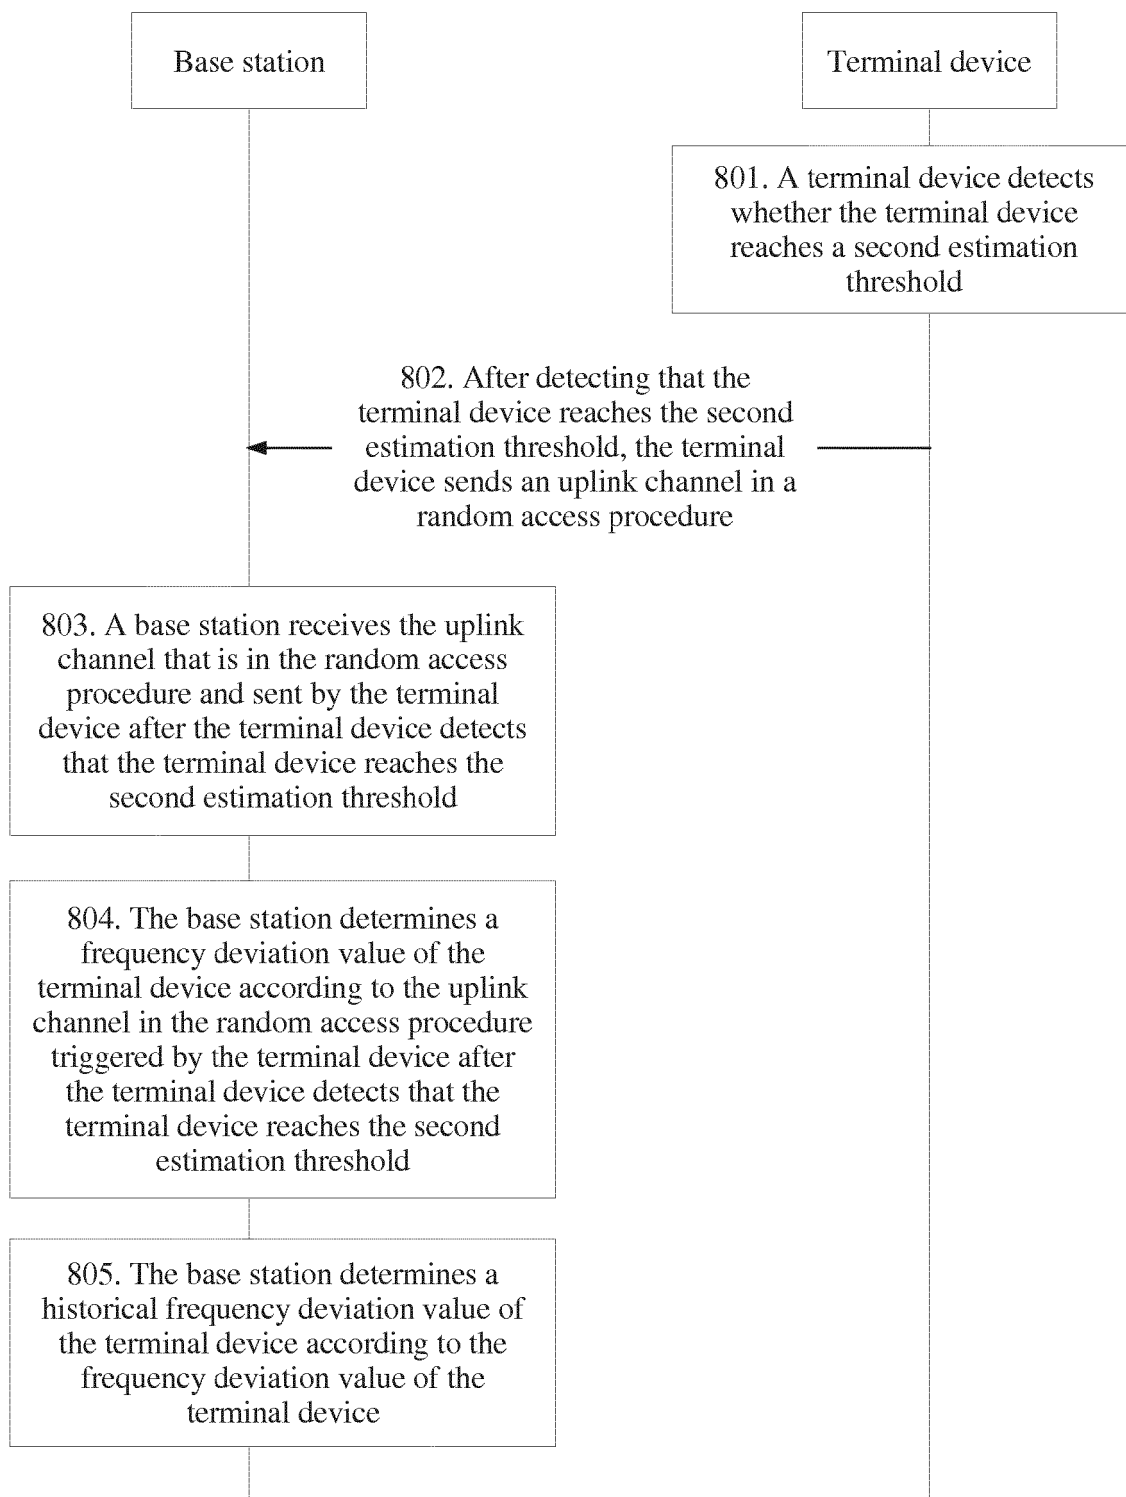 Base station
Terminal device
801. A terminal device detects
whether the terminal device
reaches a second estimation
threshold
802. After detecting that the
terminal device reaches the second
estimation threshold, the terminal
device sends an uplink channel in a
random access procedure
803. A base station receives the uplink
channel that is in the random access
procedure and sent by the terminal
device after the terminal device detects
that the terminal device reaches the
second estimation threshold
804. The base station determines a
frequency deviation value of the
terminal device according to the uplink
channel in the random access procedure
triggered by the terminal device after
the terminal device detects that the
terminal device reaches the second
estimation threshold
805. The base station determines a
historical frequency deviation value of
the terminal device according to the
frequency deviation value of the
terminal device